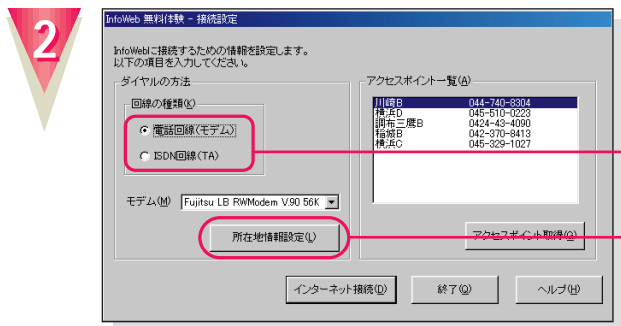 2
InfoWeb 無料体験 - 接続設定
InfoWebに接続するための情報を設定します。
以下の項目を入力してください。
ダイヤルの方法
回線の種類(K)
電話回線(モデム)
ISDN回線(TA)
モデム(M) Fujitsu LB RWModem V.90 56K
所在地情報設定(L)
アクセスポイント一覧(A)
川崎B 044-740-8304
横浜D 045-510-0223
調布三鷹B 0424-43-4090
稲城B 042-370-8413
横浜C 045-329-1027
アクセスポイント取得(G)
インターネット接続(D) 終了(Q) ヘルプ(H)